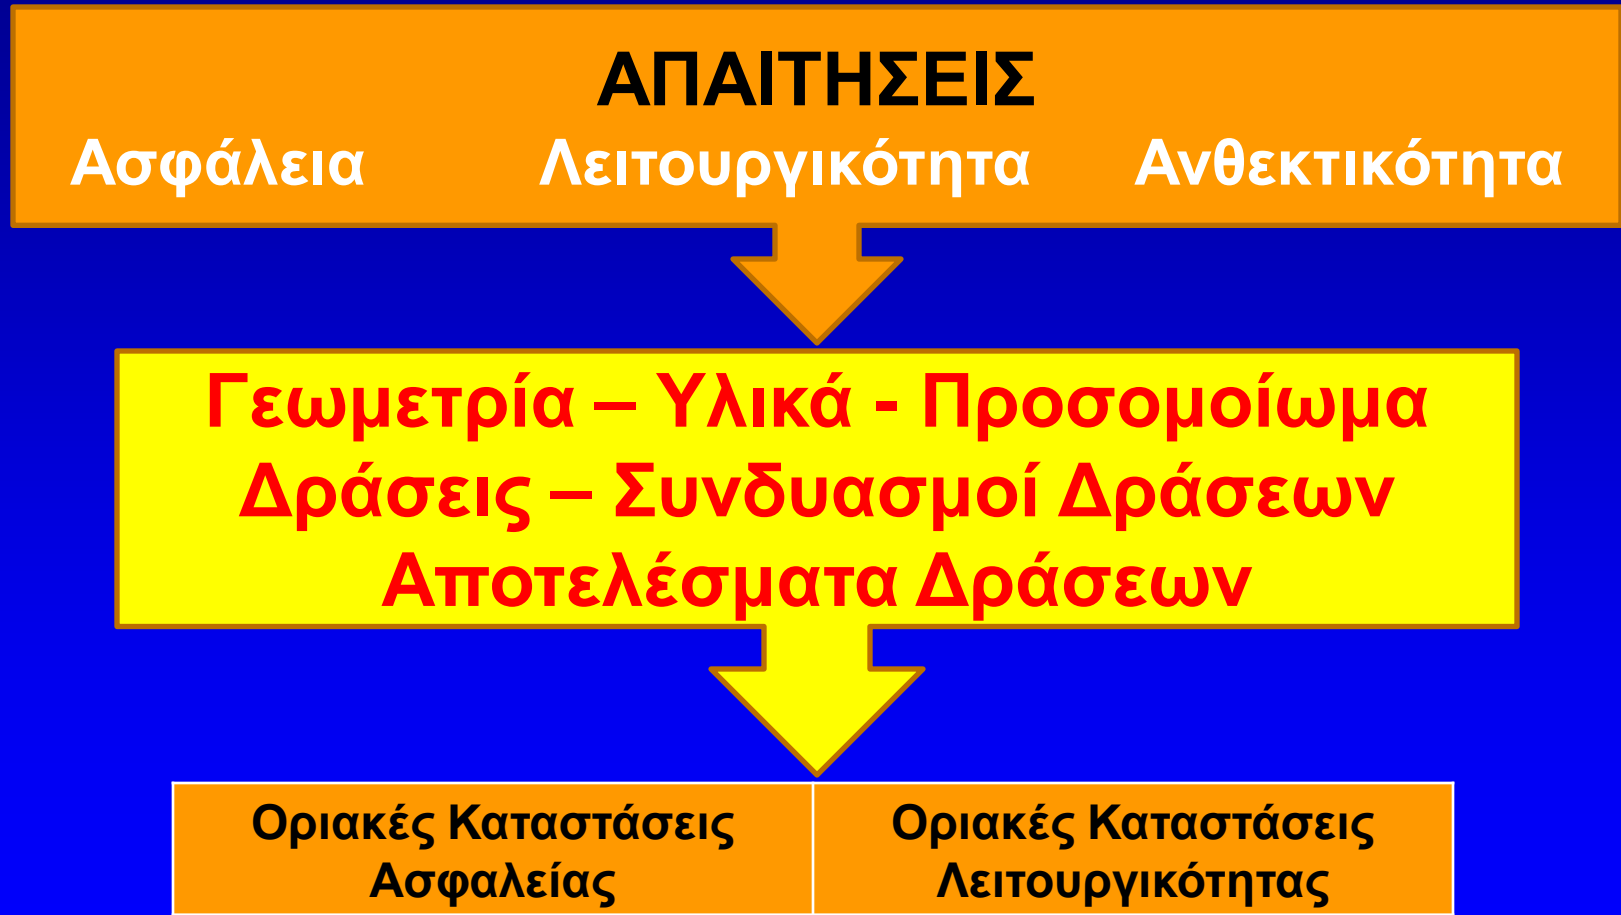 ΑΠΑΙΤΗΣΕΙΣ
Ασφάλεια Λειτουργικότητα Ανθεκτικότητα
Γεωμετρία – Υλικά - Προσομοίωμα
Δράσεις – Συνδυασμοί Δράσεων
Αποτελέσματα Δράσεων
Οριακές Καταστάσεις
Ασφαλείας
Οριακές Καταστάσεις
Λειτουργικότητας